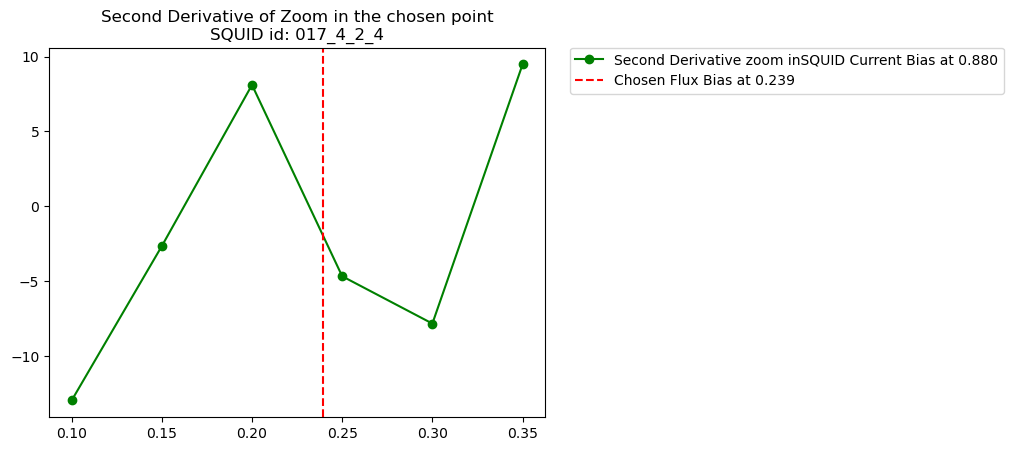 Second Derivative of Zoom in the chosen point
SQUID id: 017_4_2_4
Second Derivative zoom inSQUID Current Bias at 0.880
Chosen Flux Bias at 0.239
10
5
0
−5
−10
0.10 0.15 0.20 0.25 0.30 0.35